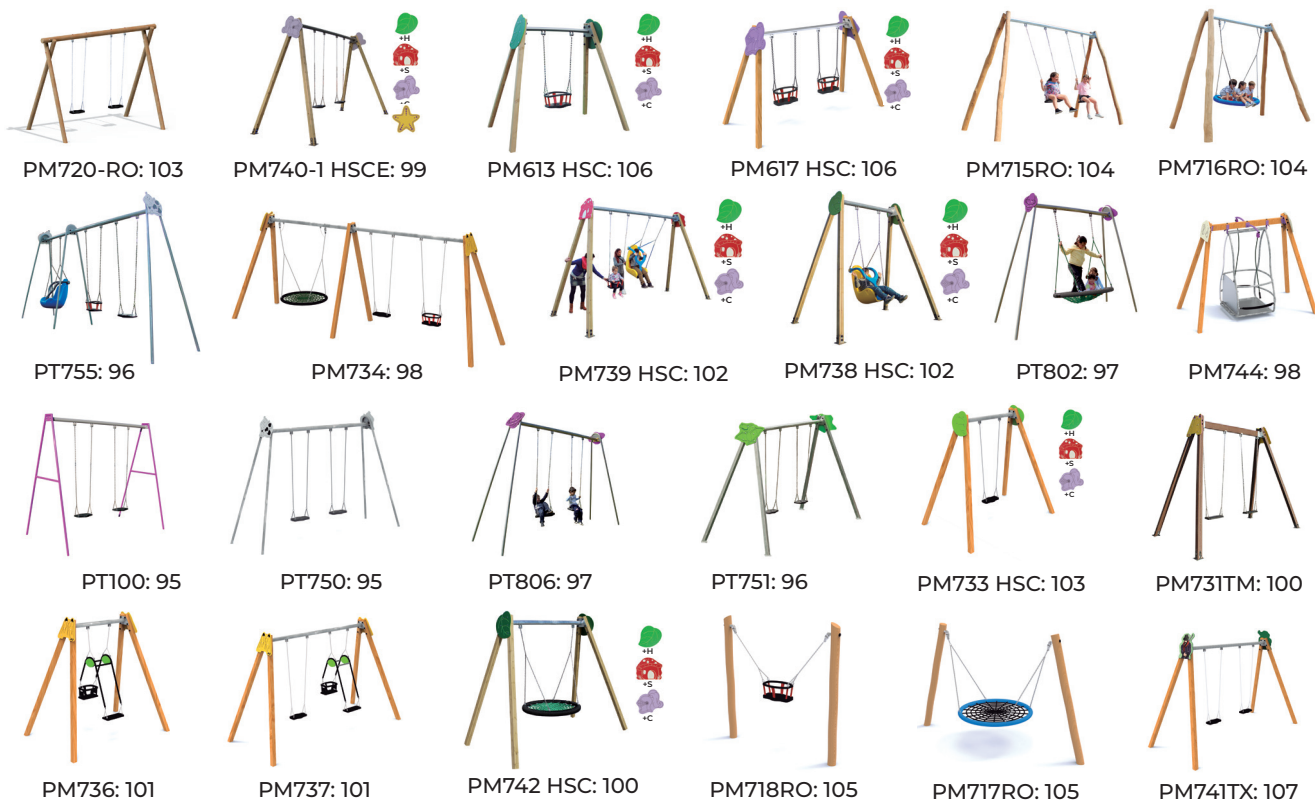 +H
+S
+C
+H
+S
+C
+H
+S
+C
PM720-RO: 103
PM740-1 HSCE: 99
PM613 HSC: 106
PM617 HSC: 106
PM715RO: 104
PM716RO: 104
+H
+S
+C
+H
+S
+C
PT755: 96
PM734: 98
PM739 HSC: 102
PM738 HSC: 102
PT802: 97
PM744: 98
+H
+S
+C
PT100: 95
PT750: 95
PT806: 97
PT751: 96
PM733 HSC: 103
PM731TM: 100
+H
+S
+C
PM736: 101
PM737: 101
PM742 HSC: 100
PM718RO: 105
PM717RO: 105
PM741TX: 107